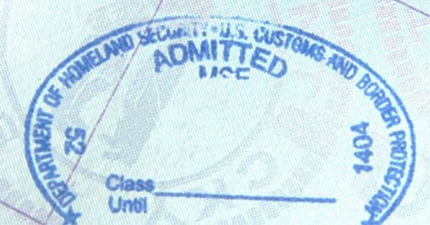 DEPARTMENT OF HOMELAND SECURITY · U.S. CUSTOMS AND BORDER PROTECTION
ADMITTED
52
1404
Class
Until